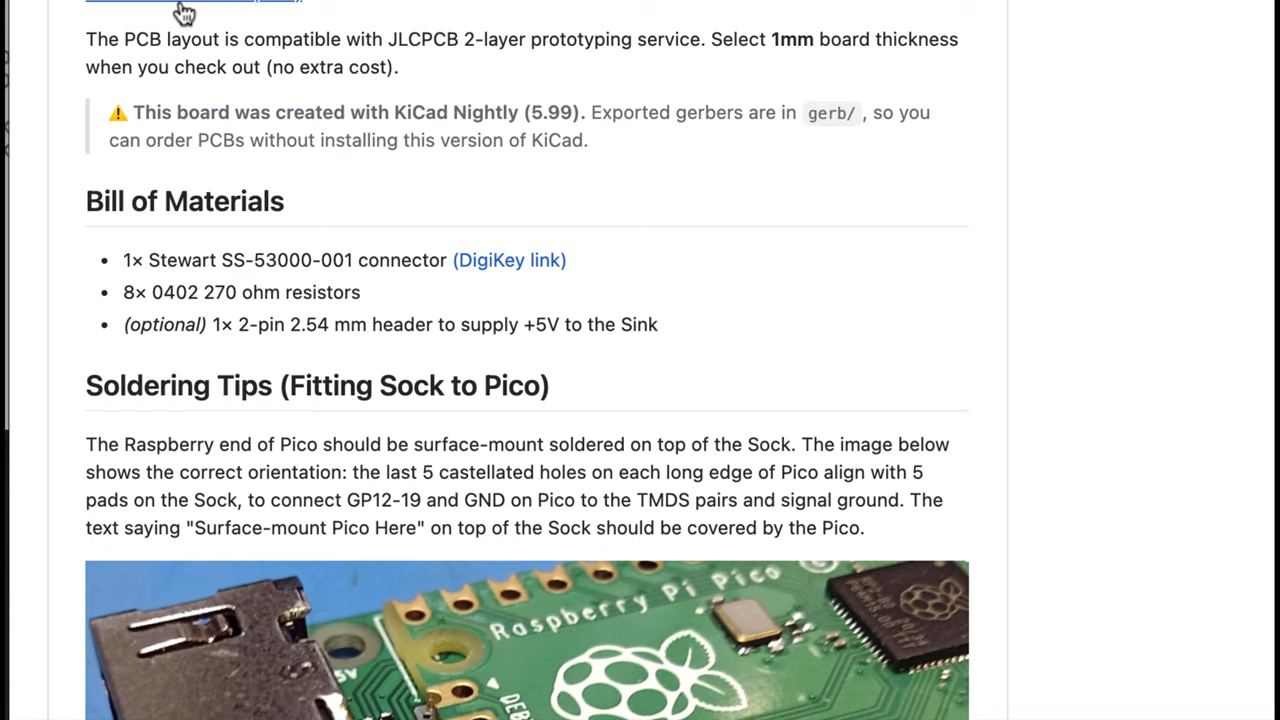 The PCB layout is compatible with JLCPCB 2-layer prototyping service. Select 1mm board thickness
when you check out (no extra cost).
⚠ This board was created with KiCad Nightly (5.99). Exported gerbers are in gerb/ , so you
can order PCBs without installing this version of KiCad.
Bill of Materials
• 1× Stewart SS-53000-001 connector (DigiKey link)
• 8× 0402 270 ohm resistors
• (optional) 1× 2-pin 2.54 mm header to supply +5V to the Sink
Soldering Tips (Fitting Sock to Pico)
The Raspberry end of Pico should be surface-mount soldered on top of the Sock. The image below
shows the correct orientation: the last 5 castellated holes on each long edge of Pico align with 5
pads on the Sock, to connect GP12-19 and GND on Pico to the TMDS pairs and signal ground. The
text saying "Surface-mount Pico Here" on top of the Sock should be covered by the Pico.
Raspberry Pi Pico
5V
DEB